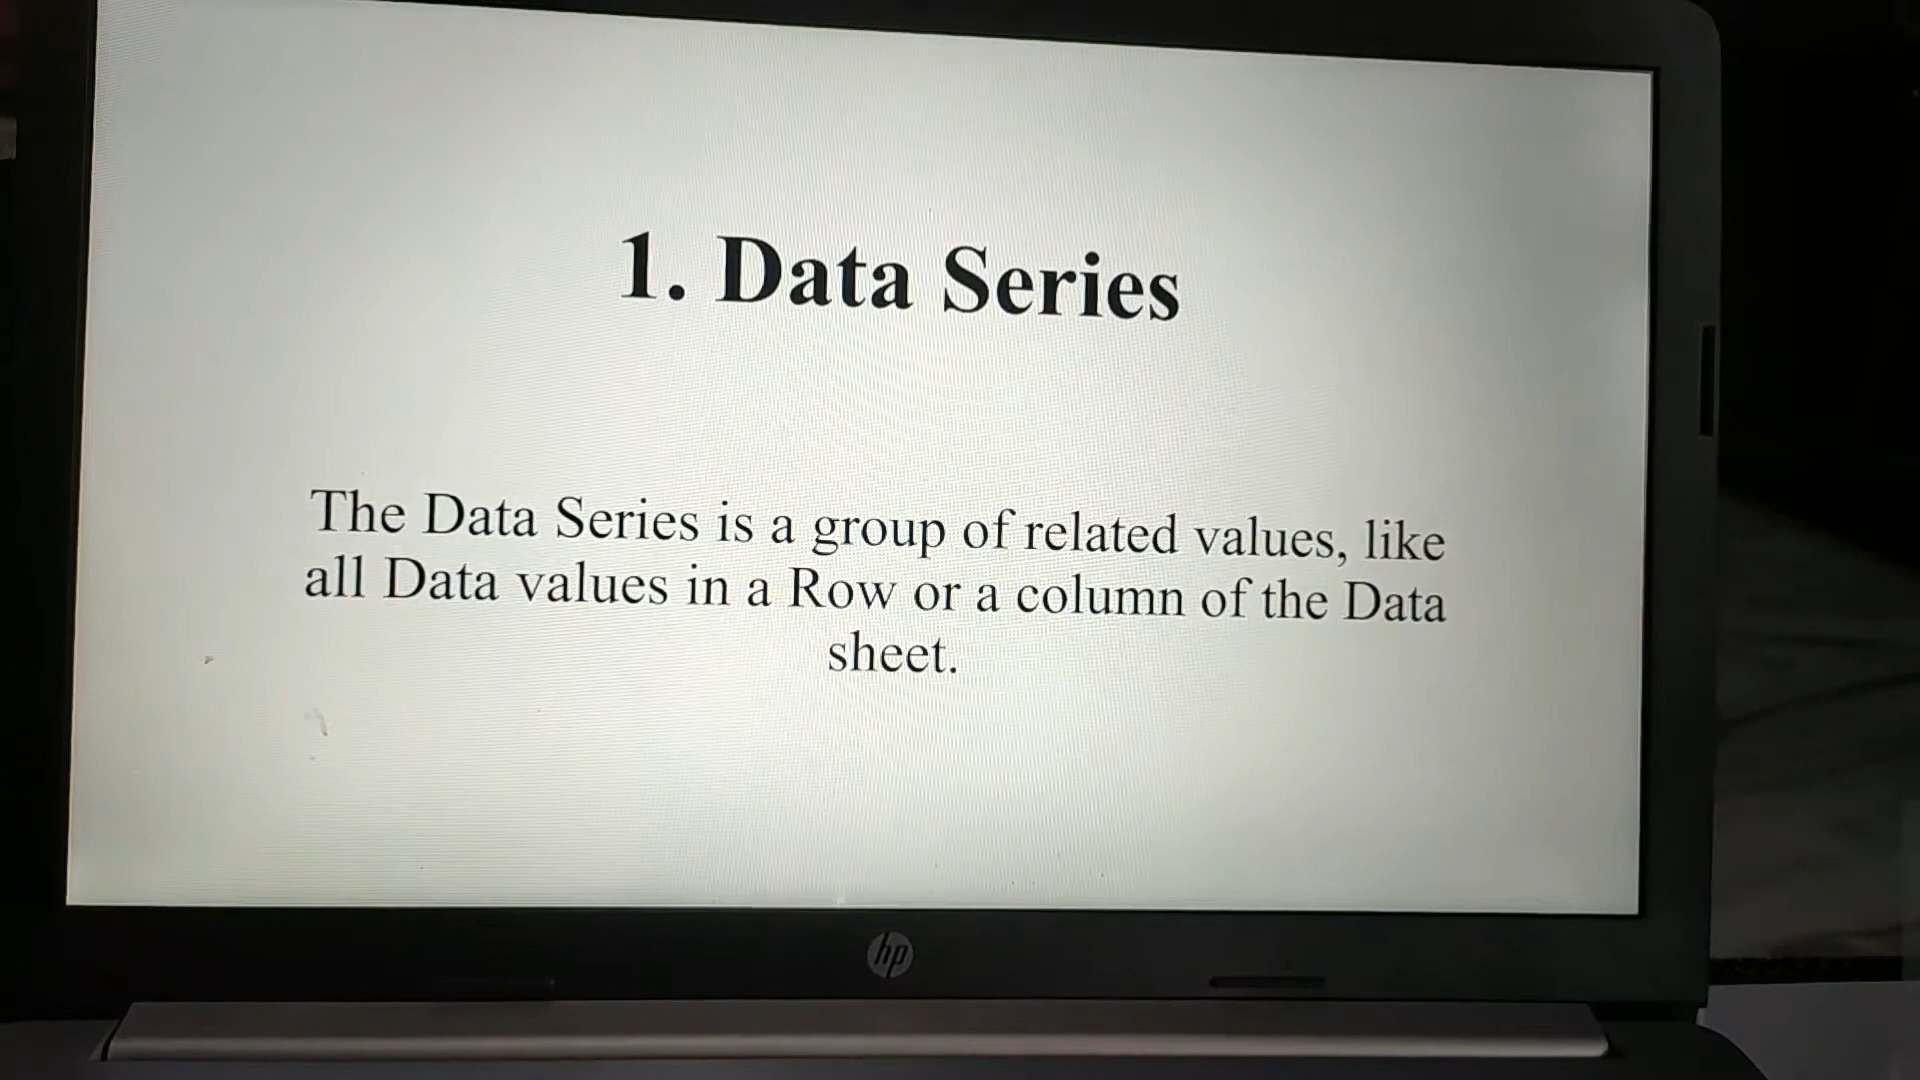 1. Data Series
The Data Series is a group of related values, like
all Data values in a Row or a column of the Data
sheet.
hp